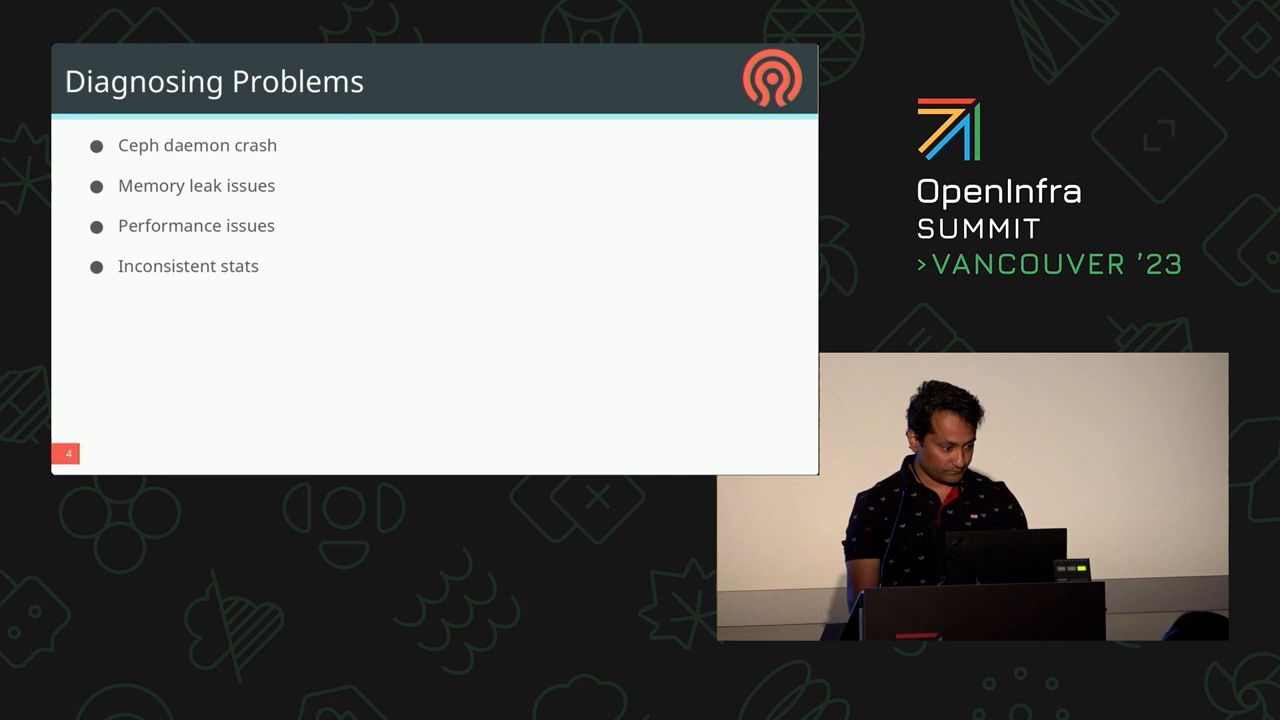 Diagnosing Problems
Ceph daemon crash
Memory leak issues
Performance issues
Inconsistent stats
4
OpenInfra
SUMMIT
>VANCOUVER ’23